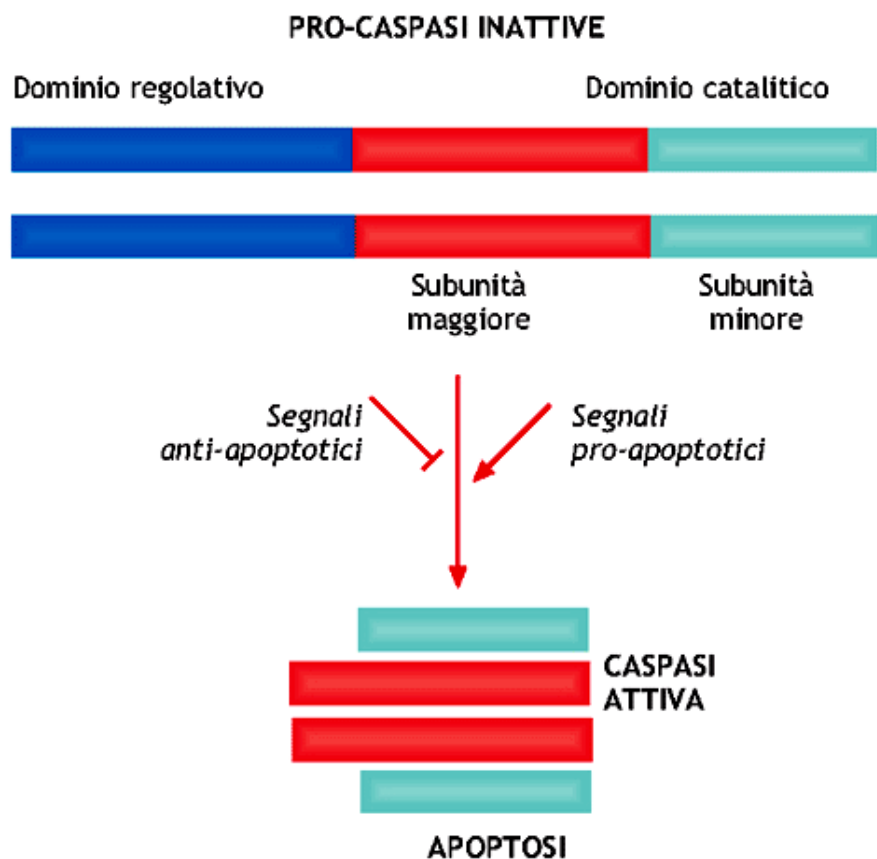 PRO-CASPASI INATTIVE
Dominio regolativo
Dominio catalitico
Subunità
maggiore
Subunità
minore
Segnali
anti-apoptotici
Segnali
pro-apoptotici
CASPASI
ATTIVA
APOPTOSI